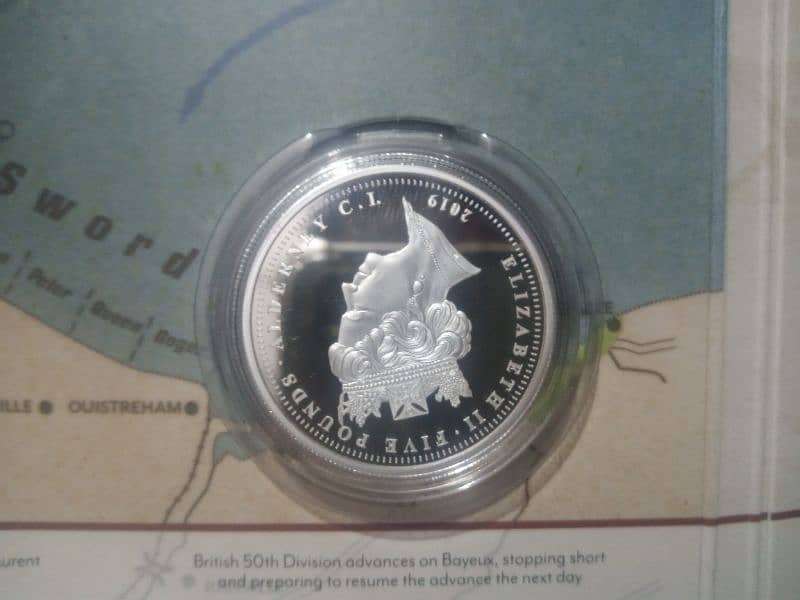 Sword
Peter
Queen
Roger
OUISTREHAM
ELIZABETH II · FIVE POUNDS · ALDERNEY C.I.
2019
British 50th Division advances on Bayeux, stopping short
and preparing to resume the advance the next day